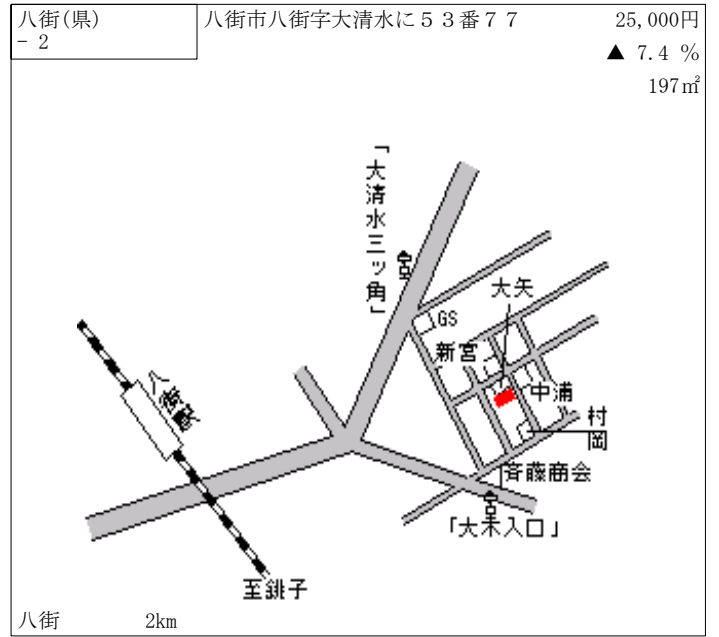 八街(県)
－2
八街市八街字大清水に５３番７７
25,000円
▲ 7.4 %
197㎡
「大清水三ッ角」
大矢
GS
新宮
中浦
八街駅
村岡
斉藤商会
「大木入口」
至銚子
八街 2km